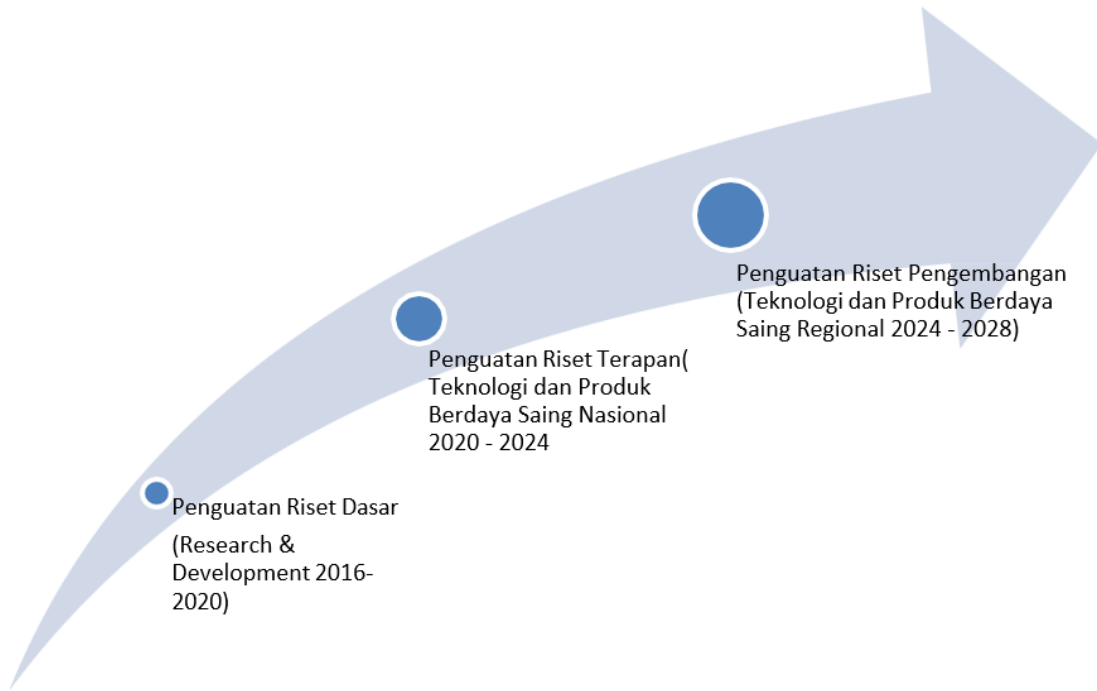 Penguatan Riset Dasar
(Research &
Development 2016-
2020)
Penguatan Riset Terapan(
Teknologi dan Produk
Berdaya Saing Nasional
2020 - 2024
Penguatan Riset Pengembangan
(Teknologi dan Produk Berdaya
Saing Regional 2024 - 2028)